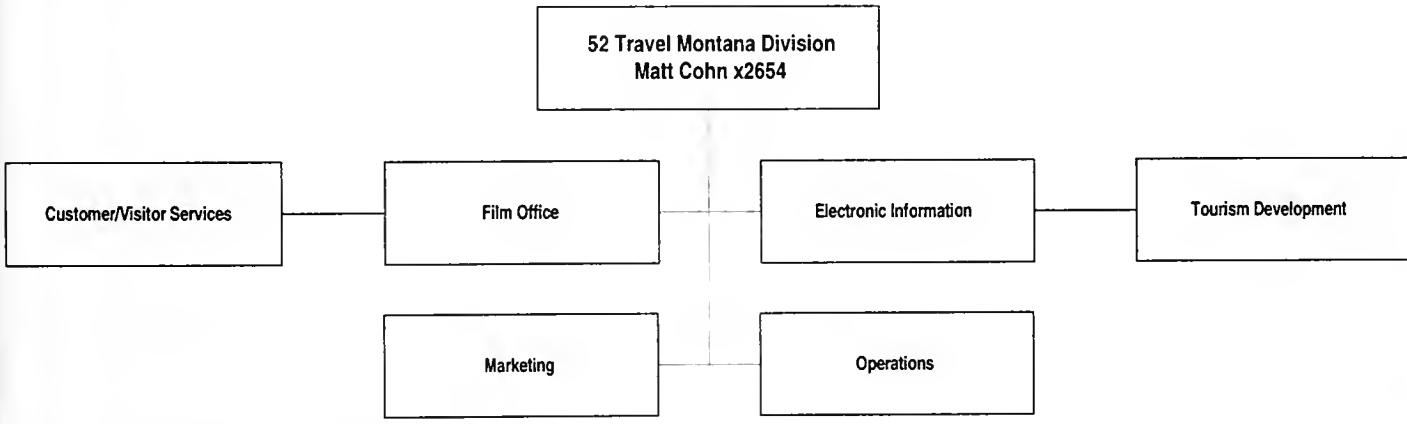 52 Travel Montana Division
Matt Cohn x2654
Customer/Visitor Services
Film Office
Electronic Information
Tourism Development
Marketing
Operations